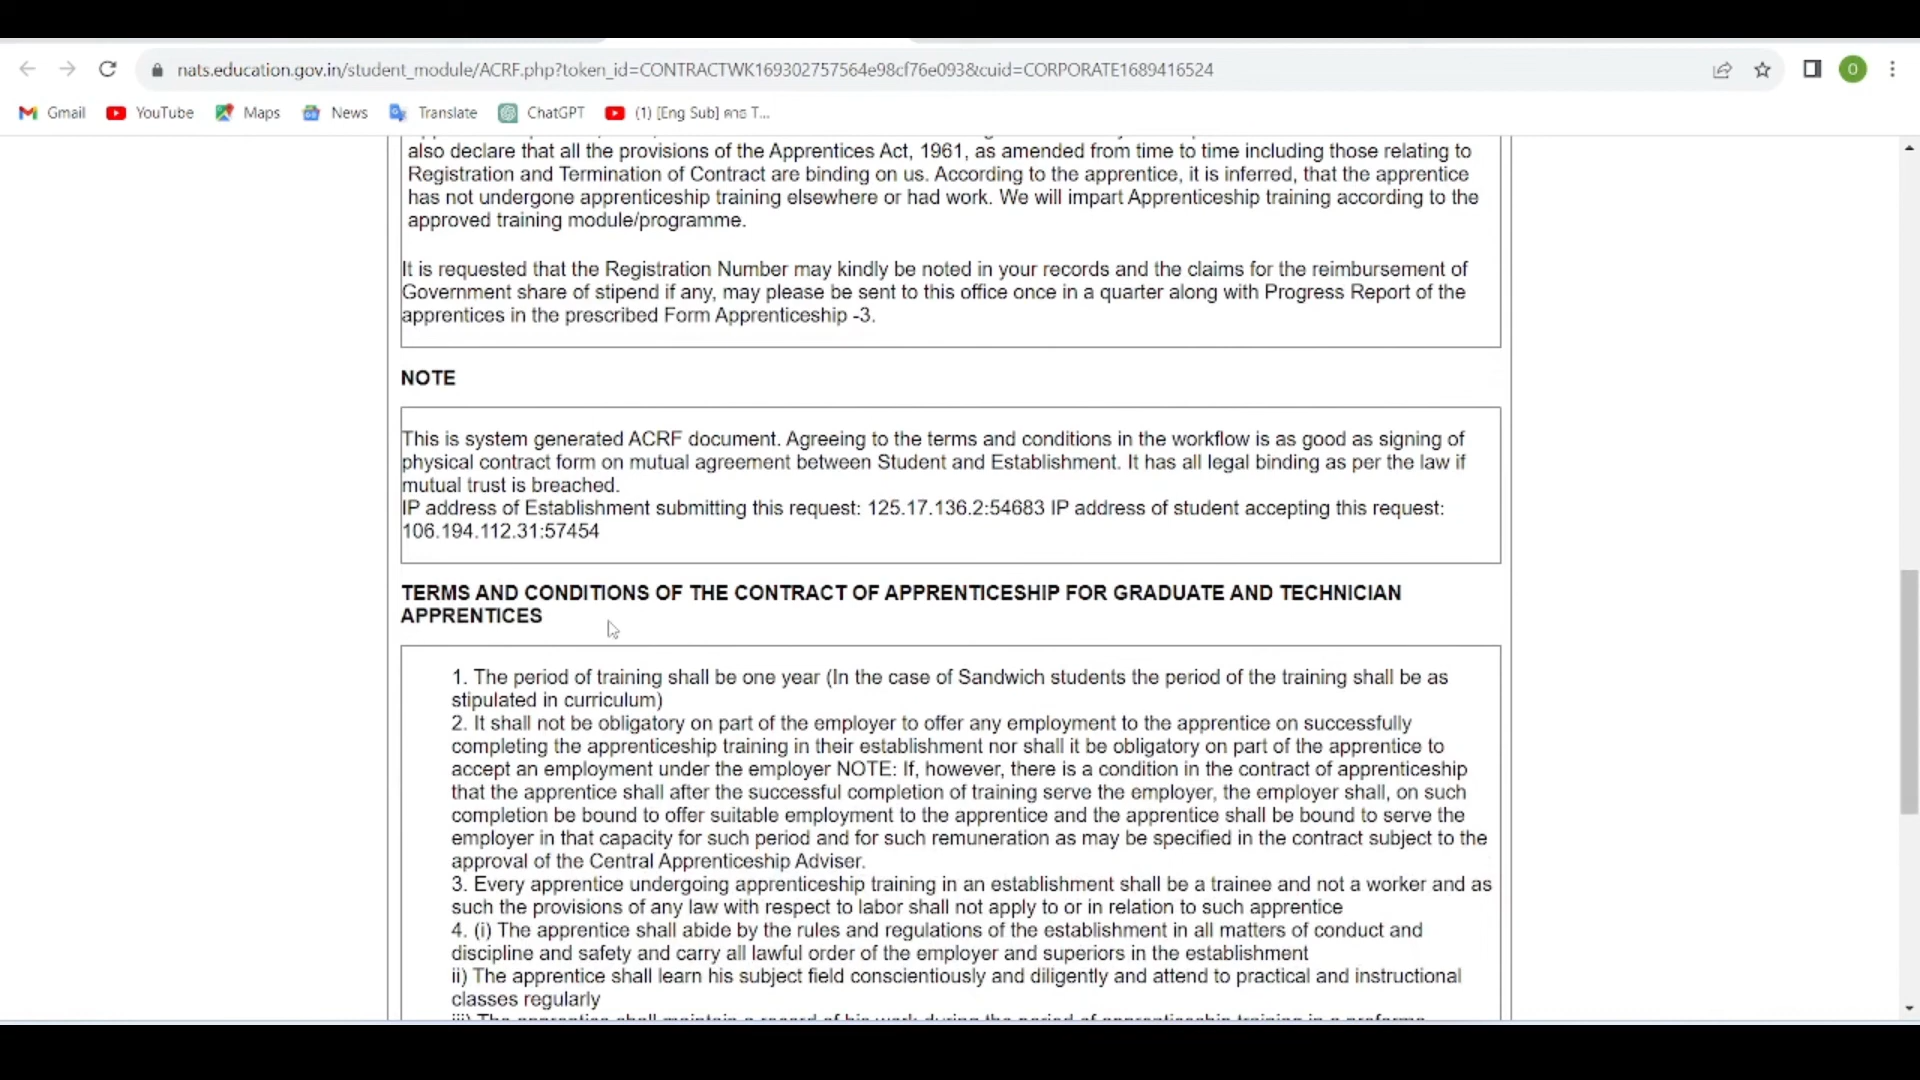 nats.education.gov.in/student_module/ACRF.php?token_id=CONTRACTWK169302757564e98cf76e093&cuid=CORPORATE1689416524
O
Gmail YouTube Maps News Translate ChatGPT (1) [Eng Sub] คาธ T...
also declare that all the provisions of the Apprentices Act, 1961, as amended from time to time including those relating to
Registration and Termination of Contract are binding on us. According to the apprentice, it is inferred, that the apprentice
has not undergone apprenticeship training elsewhere or had work. We will impart Apprenticeship training according to the
approved training module/programme.
It is requested that the Registration Number may kindly be noted in your records and the claims for the reimbursement of
Government share of stipend if any, may please be sent to this office once in a quarter along with Progress Report of the
apprentices in the prescribed Form Apprenticeship -3.
NOTE
This is system generated ACRF document. Agreeing to the terms and conditions in the workflow is as good as signing of
physical contract form on mutual agreement between Student and Establishment. It has all legal binding as per the law if
mutual trust is breached.
IP address of Establishment submitting this request: 125.17.136.2:54683 IP address of student accepting this request:
106.194.112.31:57454
TERMS AND CONDITIONS OF THE CONTRACT OF APPRENTICESHIP FOR GRADUATE AND TECHNICIAN
APPRENTICES
1. The period of training shall be one year (In the case of Sandwich students the period of the training shall be as
stipulated in curriculum)
2. It shall not be obligatory on part of the employer to offer any employment to the apprentice on successfully
completing the apprenticeship training in their establishment nor shall it be obligatory on part of the apprentice to
accept an employment under the employer NOTE: If, however, there is a condition in the contract of apprenticeship
that the apprentice shall after the successful completion of training serve the employer, the employer shall, on such
completion be bound to offer suitable employment to the apprentice and the apprentice shall be bound to serve the
employer in that capacity for such period and for such remuneration as may be specified in the contract subject to the
approval of the Central Apprenticeship Adviser.
3. Every apprentice undergoing apprenticeship training in an establishment shall be a trainee and not a worker and as
such the provisions of any law with respect to labor shall not apply to or in relation to such apprentice
4. (i) The apprentice shall abide by the rules and regulations of the establishment in all matters of conduct and
discipline and safety and carry all lawful order of the employer and superiors in the establishment
ii) The apprentice shall learn his subject field conscientiously and diligently and attend to practical and instructional
classes regularly
iii) The apprentice shall maintain a record of his work during the period of apprenticeship training in a proforma